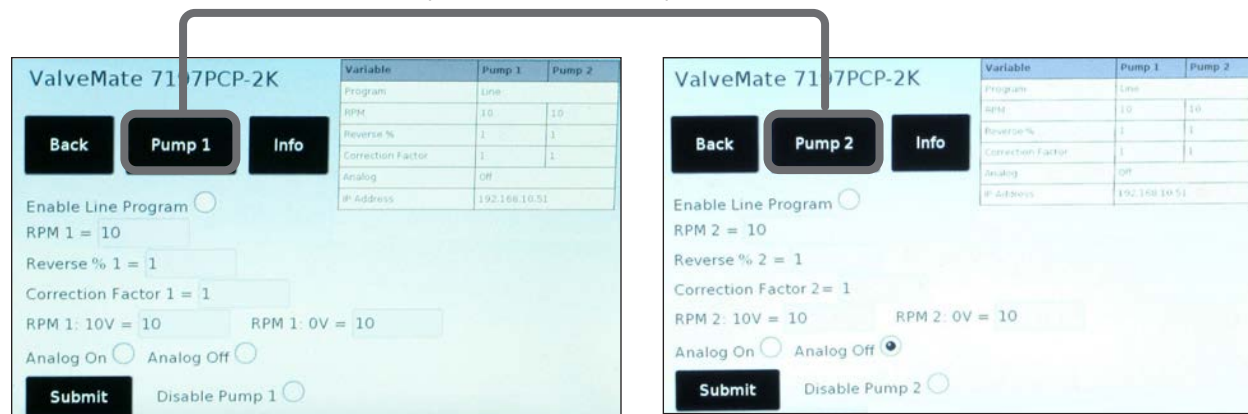 ValveMate 7197PCP-2K
Variable Pump 1 Pump 2
Program Line
RPM 10 10
Reverse % 1 1
Correction Factor 1 1
Analog Off
IP Address 192.168.10.51
Back Pump 1 Info
Enable Line Program
RPM 1 = 10
Reverse % 1 = 1
Correction Factor 1 = 1
RPM 1: 10V = 10 RPM 1: 0V = 10
Analog On Analog Off
Submit Disable Pump 1
ValveMate 7197PCP-2K
Variable Pump 1 Pump 2
Program Line
RPM 10 10
Reverse % 1 1
Correction Factor 1 1
Analog Off
IP Address 192.168.10.51
Back Pump 2 Info
Enable Line Program
RPM 2 = 10
Reverse % 2 = 1
Correction Factor 2= 1
RPM 2: 10V = 10 RPM 2: 0V = 10
Analog On Analog Off
Submit Disable Pump 2